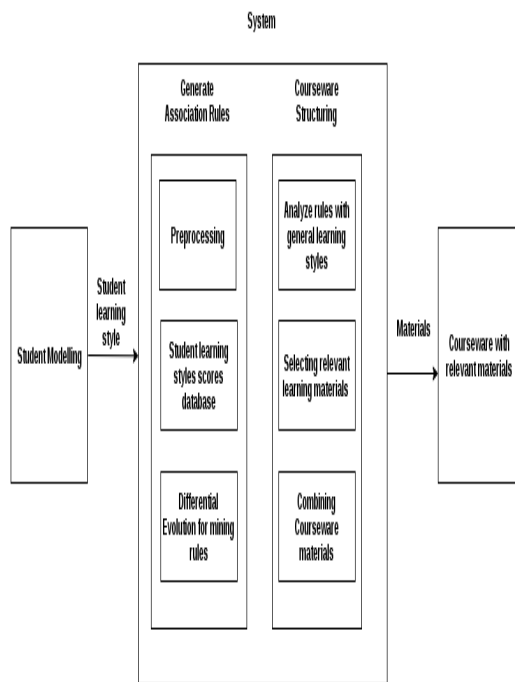 System
Generate
Association Rules
Courseware
Structuring
Preprocessing
Analyze rules with
general learning
styles
Student
learning
style
Student Modelling
Student learning
styles scores
database
Selecting relevant
learning materials
Materials
Courseware with
relevant materials
Differential
Evolution for mining
rules
Combining
Courseware
materials